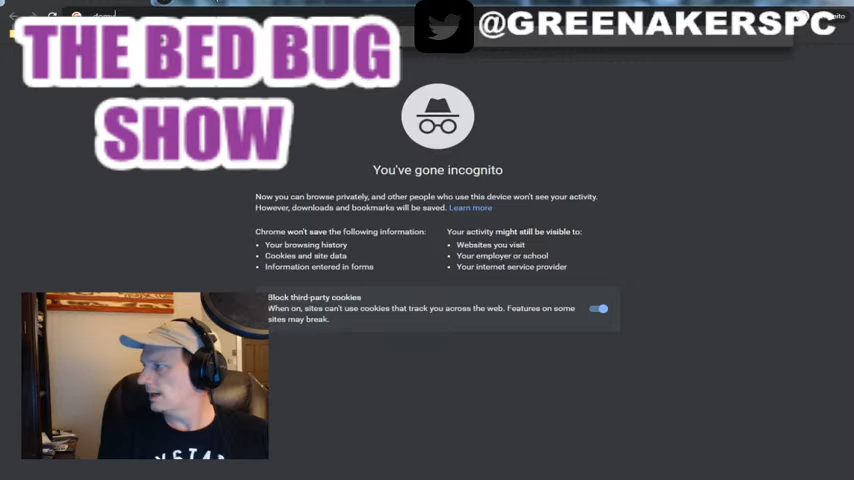 @GREENAKERSPC
THE BED BUG
SHOW
You've gone incognito
Now you can browse privately, and other people who use this device won't see your activity.
However, downloads and bookmarks will be saved. Learn more
Chrome won't save the following information:
Your browsing history
Cookies and site data
Information entered in forms
Your activity might still be visible to:
Websites you visit
Your employer or school
Your internet service provider
Block third-party cookies
When on, sites can't use cookies that track you across the web. Features on some
sites may break.